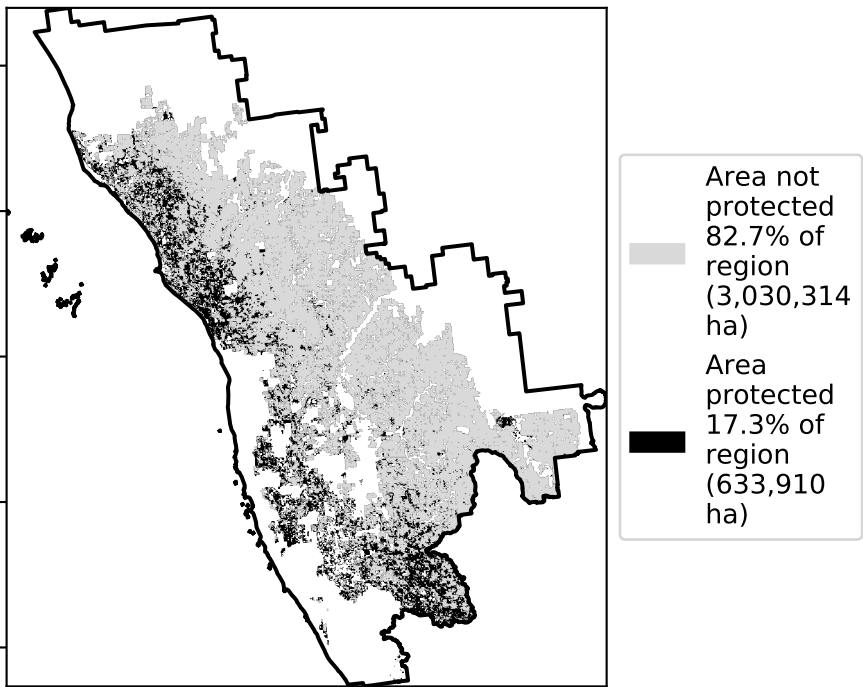 Area not
protected
82.7% of
region
(3,030,314
ha)
Area
protected
17.3% of
region
(633,910
ha)